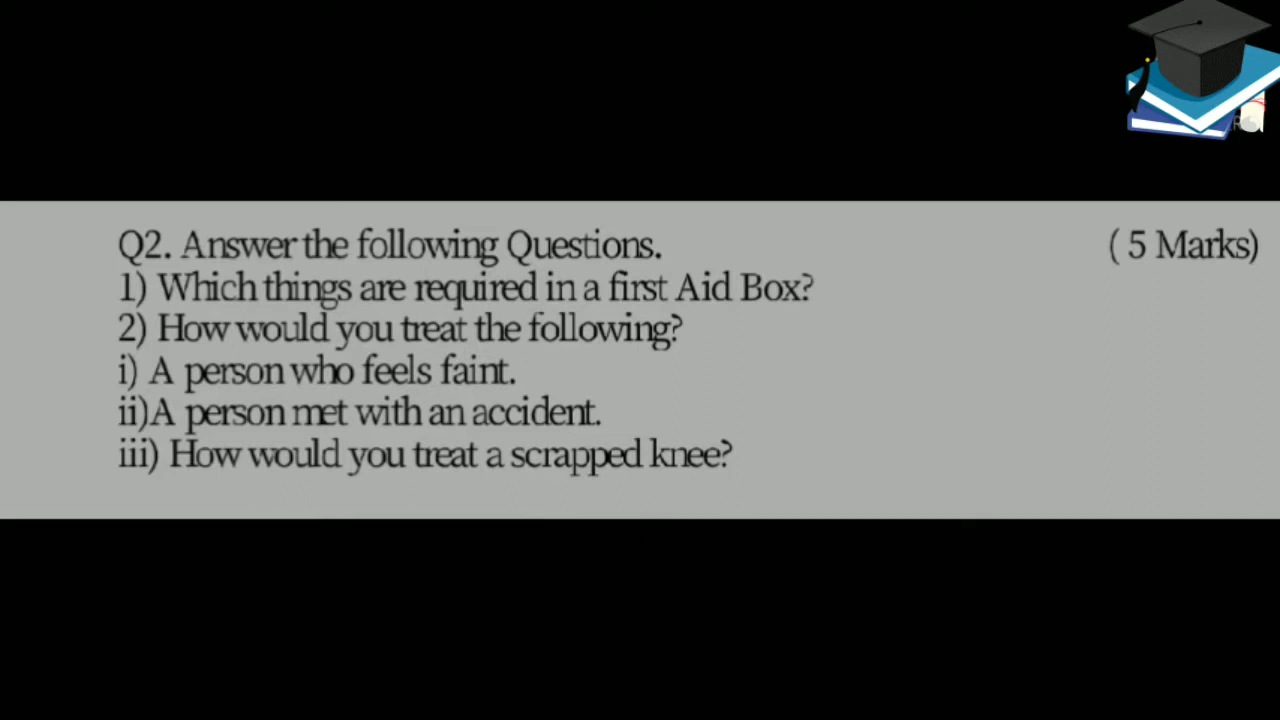 Q2. Answer the following Questions. ( 5 Marks)
1) Which things are required in a first Aid Box?
2) How would you treat the following?
i) A person who feels faint.
ii)A person met with an accident.
iii) How would you treat a scrapped knee?